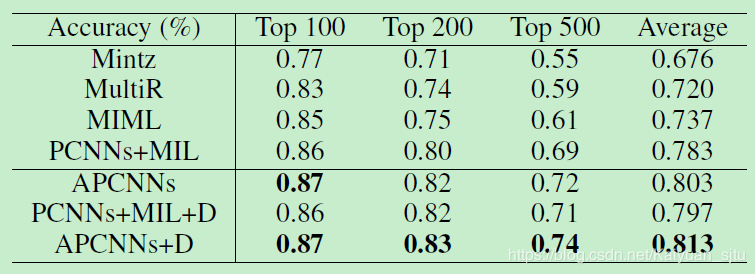 Accuracy (%) Top 100 Top 200 Top 500 Average
Mintz 0.77 0.71 0.55 0.676
MultiR 0.83 0.74 0.59 0.720
MIML 0.85 0.75 0.61 0.737
PCNNs+MIL 0.86 0.80 0.69 0.783
APCNNs 0.87 0.82 0.72 0.803
PCNNs+MIL+D 0.86 0.82 0.71 0.797
APCNNs+D 0.87 0.83 0.74 0.813
https://blog.csdn.net/Kaiyuan_sjtu